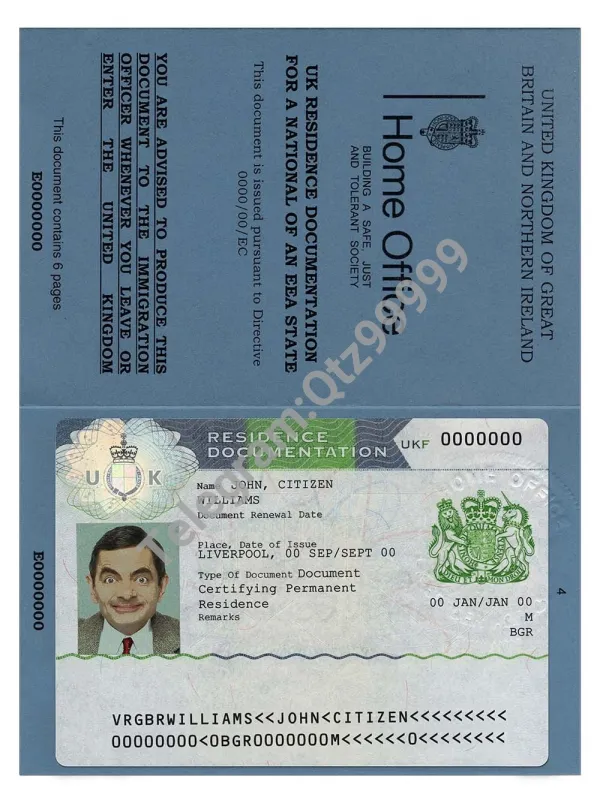 UNITED KINGDOM OF GREAT
BRITAIN AND NORTHERN IRELAND
Home Office
BUILDING A SAFE, JUST
AND TOLERANT SOCIETY
UK RESIDENCE DOCUMENTATION
FOR A NATIONAL OF AN EEA STATE
This document is issued pursuant to Directive
0000/00/EC
YOU ARE ADVISED TO PRODUCE THIS
DOCUMENT TO THE IMMIGRATION
OFFICER WHENEVER YOU LEAVE OR
ENTER THE UNITED KINGDOM
This document contains 6 pages
E0000000
RESIDENCE
DOCUMENTATION
UKF 0000000
U K
Name JOHN, CITIZEN
WILLIAMS
Document Renewal Date
Place, Date of Issue
LIVERPOOL, 00 SEP/SEPT 00
Type Of Document Document
Certifying Permanent
Residence
Remarks
00 JAN/JAN 00
M
BGR
HOME OFFICE
4
E0000000
VRGBRWILLIAMS<<JOHN<CITIZEN<<<<<<<<<
00000000<0BGR0000000M<<<<<<0<<<<<<<<
Telegram:Qtz99999